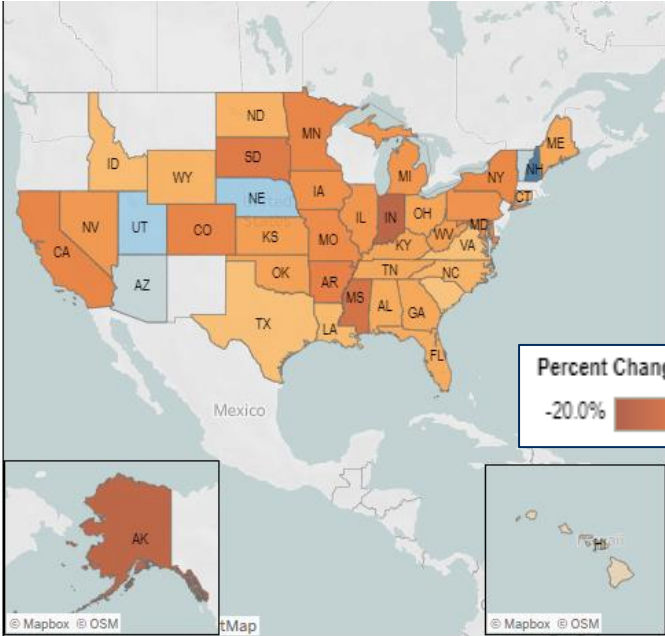 ND
MN
ME
ID
SD
NH
WY
MI
NY
CT
NE
IA
NV
UT
CO
IL
IN
OH
MD
CA
KS
MO
KY
WV
VA
AZ
OK
AR
TN
NC
MS
AL
GA
TX
LA
FL
Percent Chang
-20.0%
Mexico
AK
HI
© Mapbox © OSM
tMap
© Mapbox © OSM